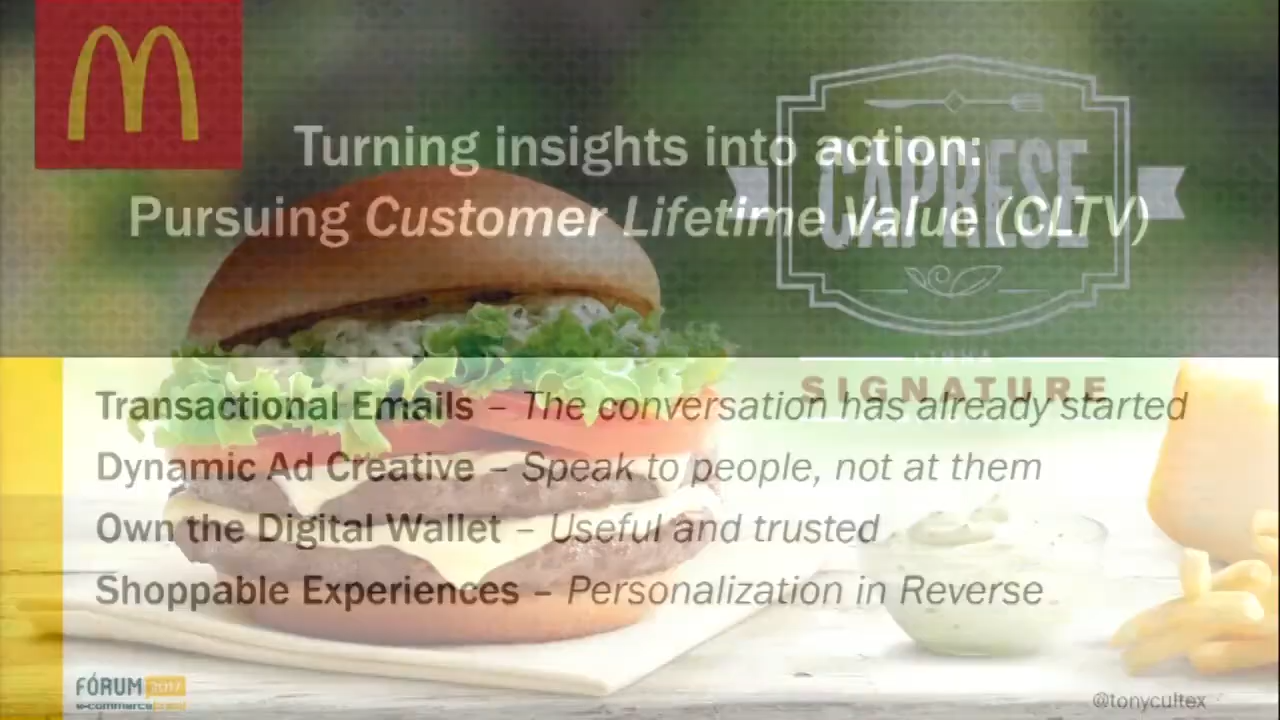 Turning insights into action:
CAPRESE
Pursuing Customer Lifetime Value (CLTV)
SIGNATURE
Transactional Emails – The conversation has already started
Dynamic Ad Creative – Speak to people, not at them
Own the Digital Wallet – Useful and trusted
Shoppable Experiences – Personalization in Reverse
FÓRUM 2017
e-commerce brasil
@tonycultex